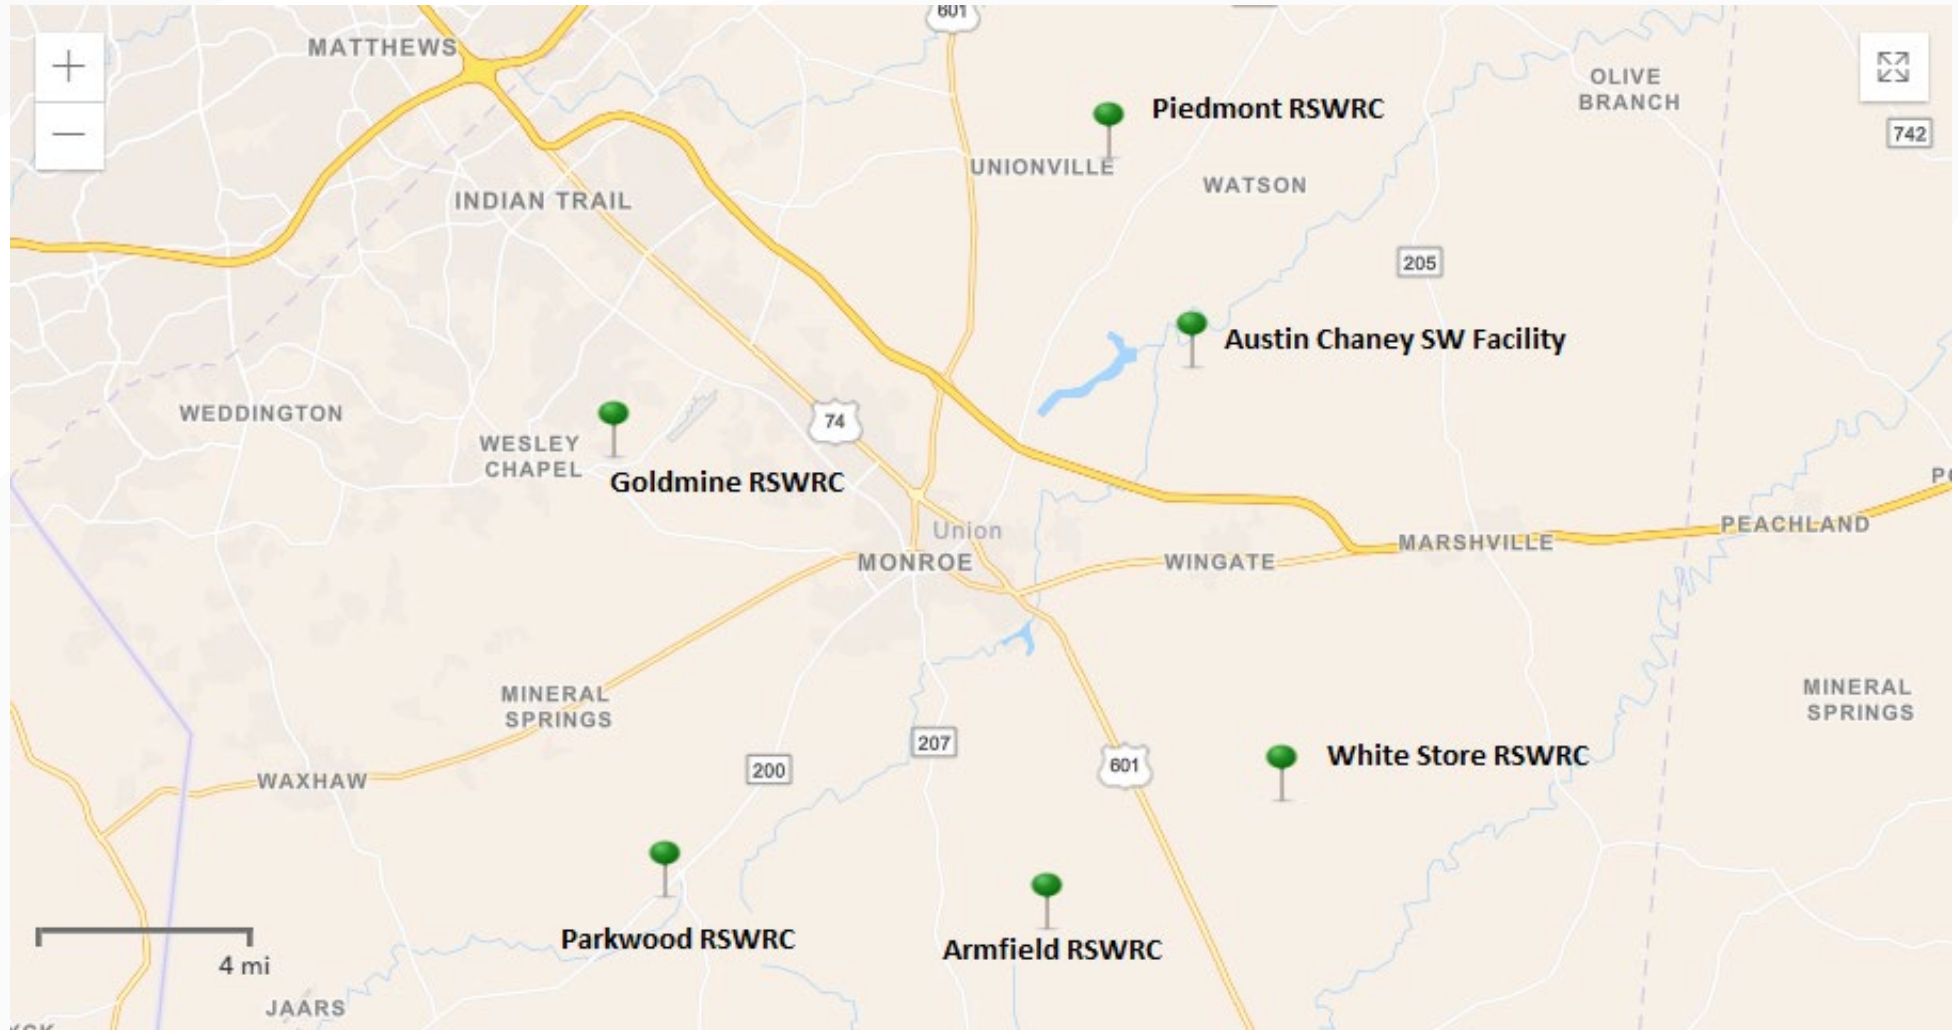 601
MATTHEWS
+
OLIVE
BRANCH
Piedmont RSWRC
742
−
UNIONVILLE
WATSON
INDIAN TRAIL
205
Austin Chaney SW Facility
WEDDINGTON
74
WESLEY
CHAPEL
Goldmine RSWRC
Union
PEACHLAND
MONROE
WINGATE
MARSHVILLE
MINERAL
SPRINGS
MINERAL
SPRINGS
207
200
601
White Store RSWRC
WAXHAW
Parkwood RSWRC
Armfield RSWRC
4 mi
JAARS